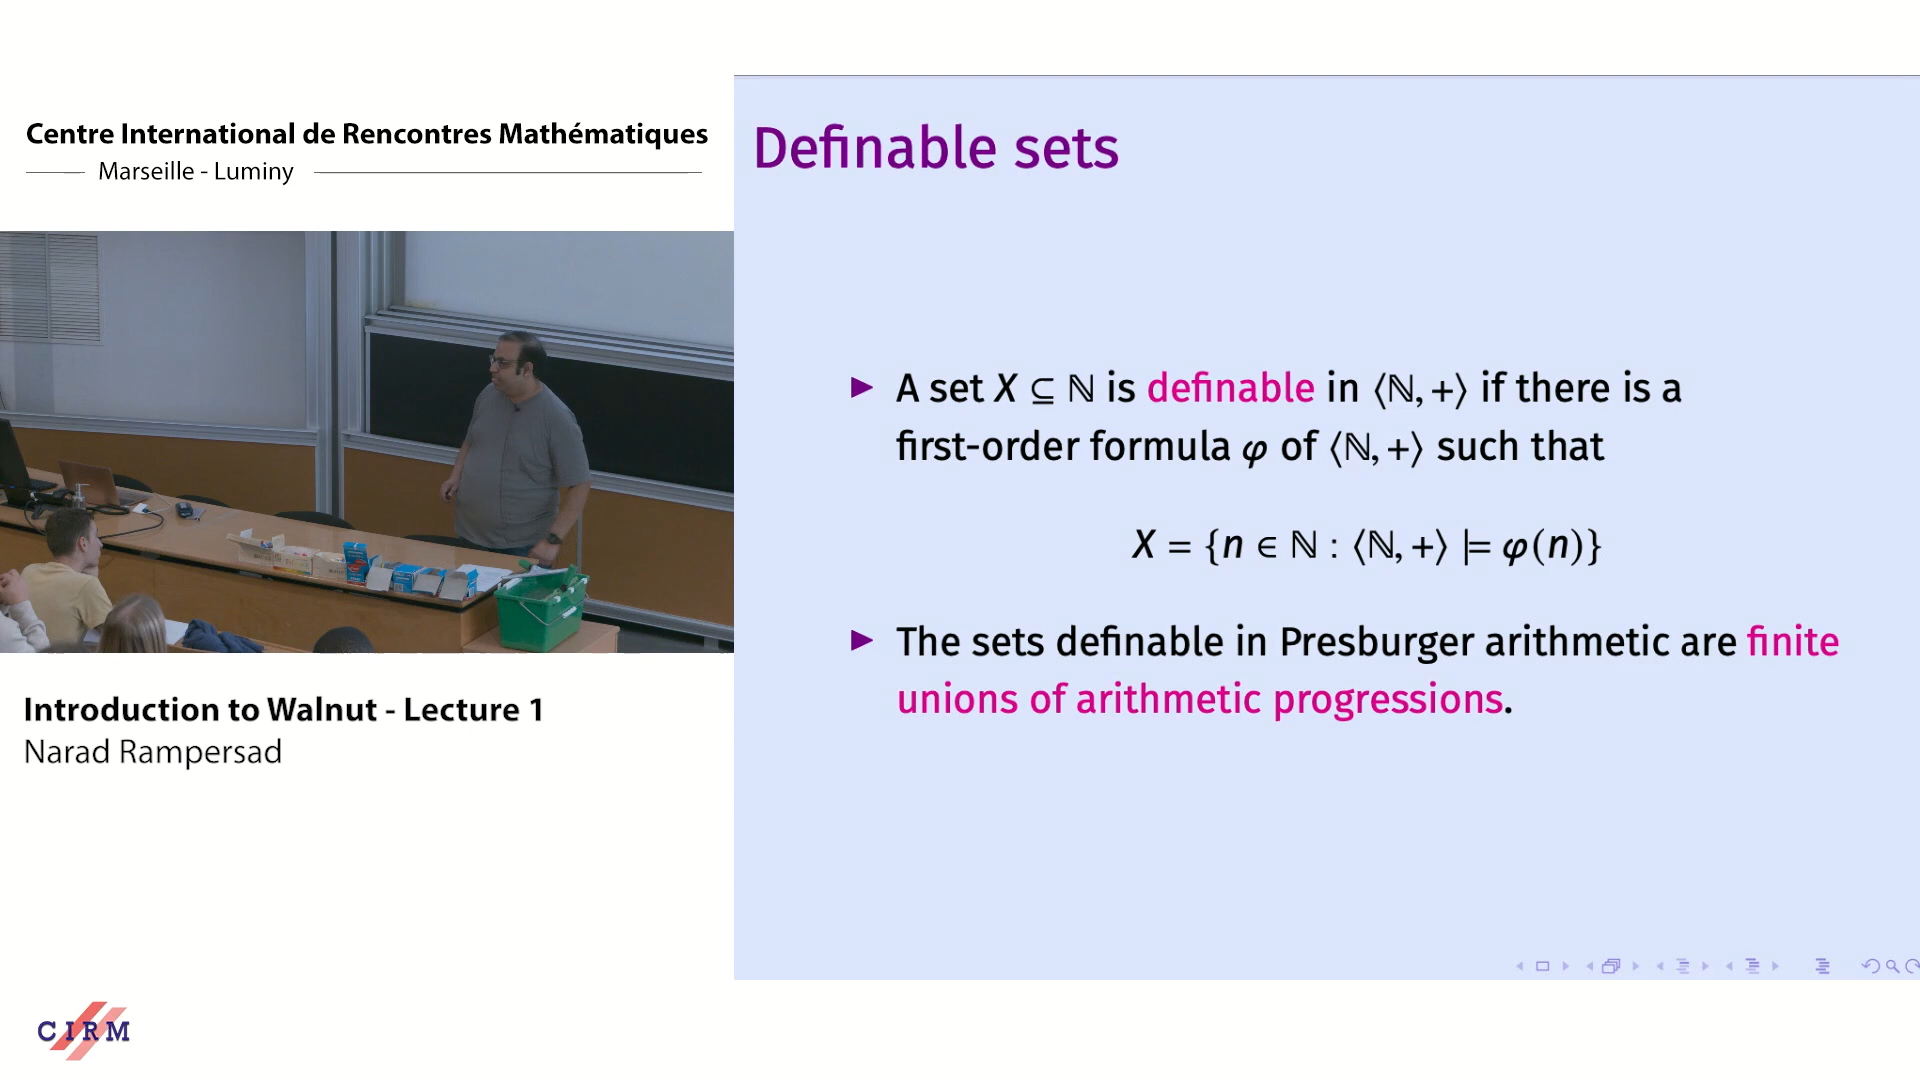 Centre International de Rencontres Mathématiques
Marseille - Luminy
Definable sets
▶ A set X ⊆ ℕ is definable in ⟨ℕ, +⟩ if there is a
first-order formula φ of ⟨ℕ, +⟩ such that
X = {n ∈ ℕ : ⟨ℕ, +⟩ ⊨ φ(n)}
▶ The sets definable in Presburger arithmetic are finite
unions of arithmetic progressions.
Introduction to Walnut - Lecture 1
Narad Rampersad
CIRM